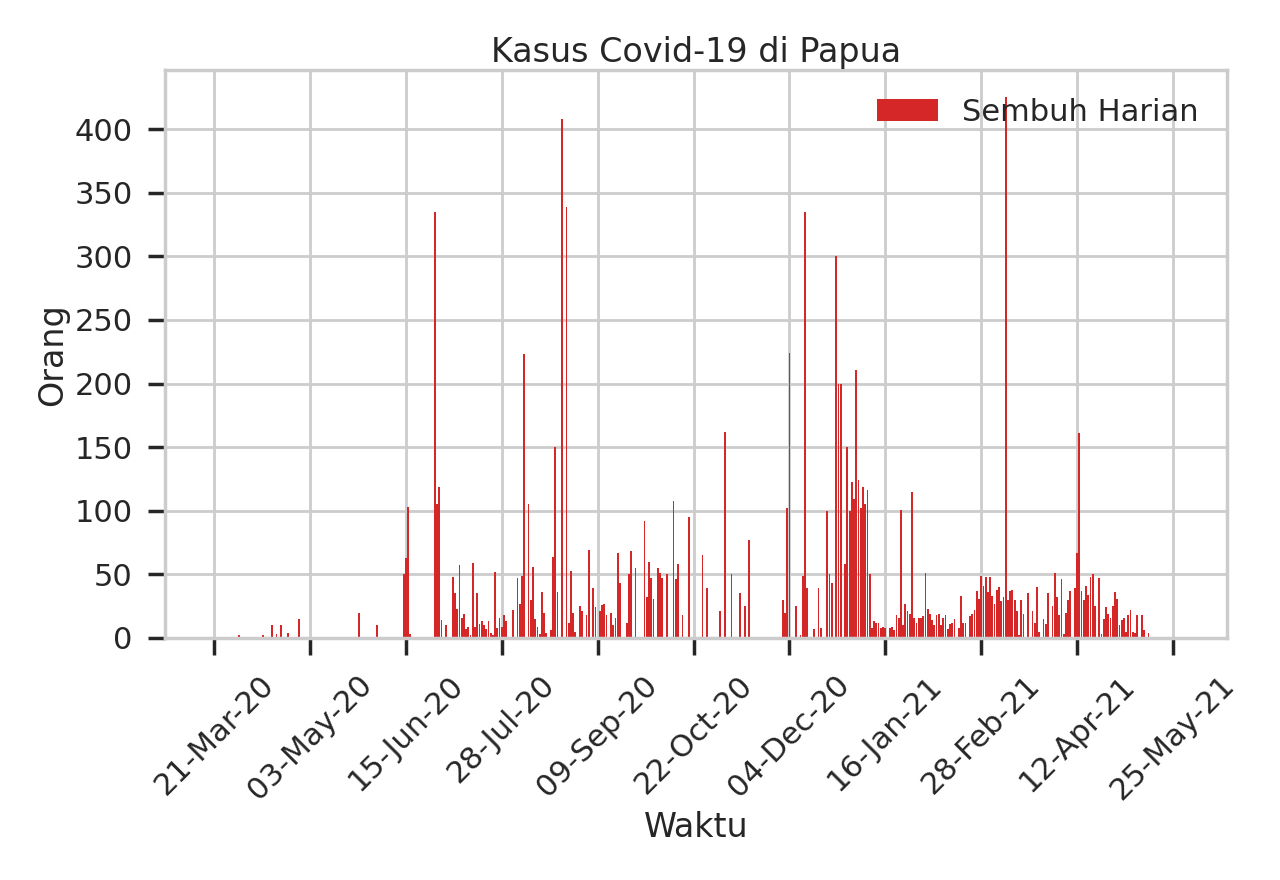 Kasus Covid-19 di Papua
Sembuh Harian
Orang
400
350
300
250
200
150
100
50
0
21-Mar-20
03-May-20
15-Jun-20
28-Jul-20
09-Sep-20
22-Oct-20
04-Dec-20
16-Jan-21
28-Feb-21
12-Apr-21
25-May-21
Waktu